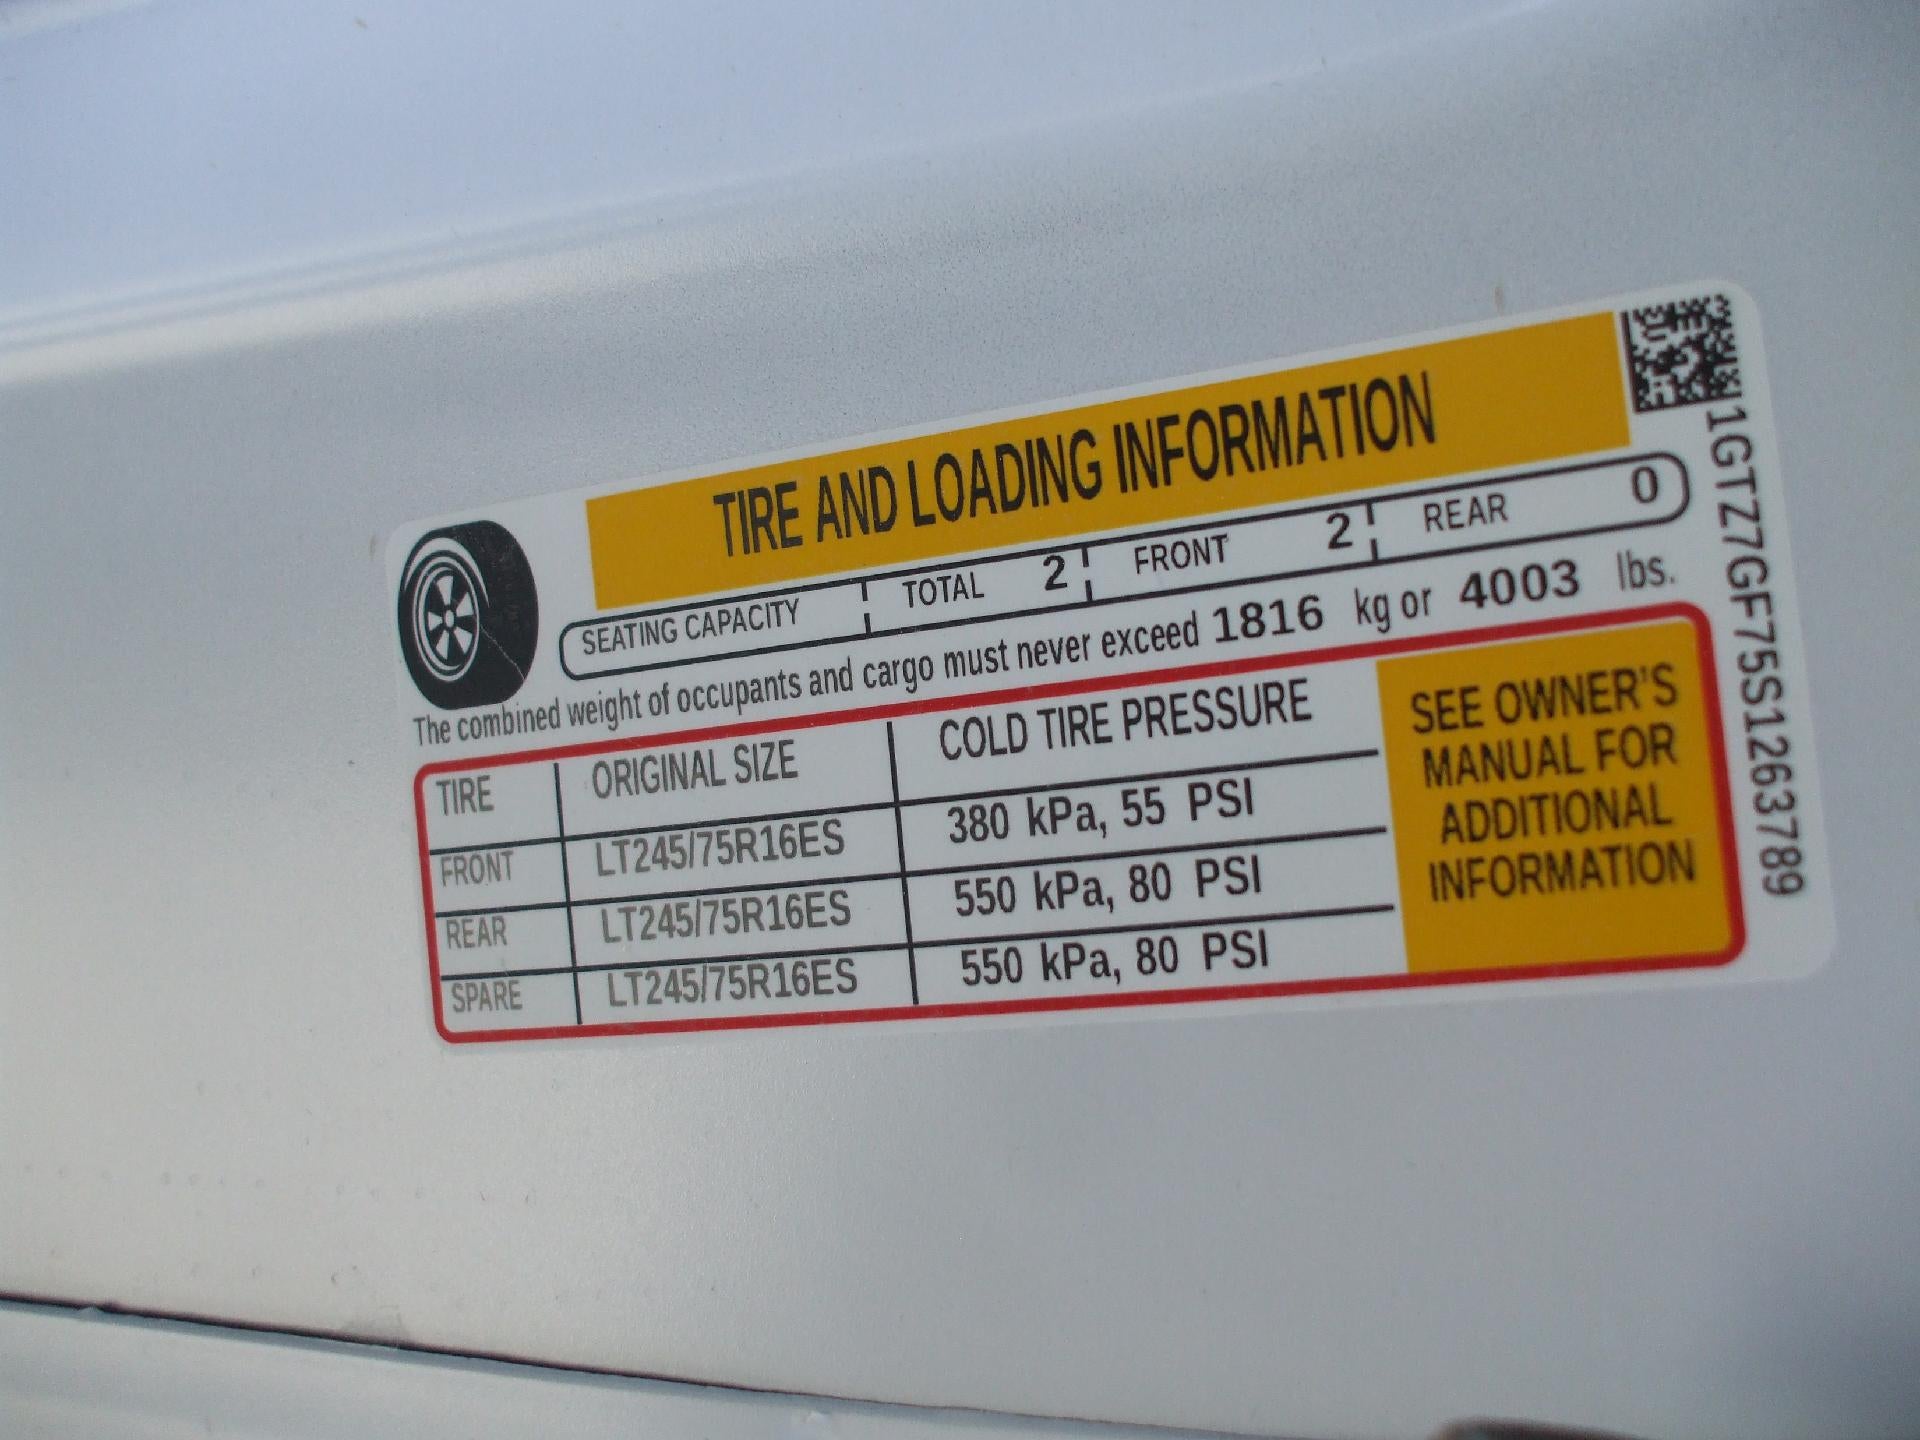 TIRE AND LOADING INFORMATION
SEATING CAPACITY TOTAL 2 FRONT 2 REAR 0
The combined weight of occupants and cargo must never exceed 1816 kg or 4003 lbs.
TIRE ORIGINAL SIZE COLD TIRE PRESSURE
FRONT LT245/75R16ES 380 kPa, 55 PSI
REAR LT245/75R16ES 550 kPa, 80 PSI
SPARE LT245/75R16ES 550 kPa, 80 PSI
SEE OWNER'S
MANUAL FOR
ADDITIONAL
INFORMATION
1GTZ7GF75S1263789